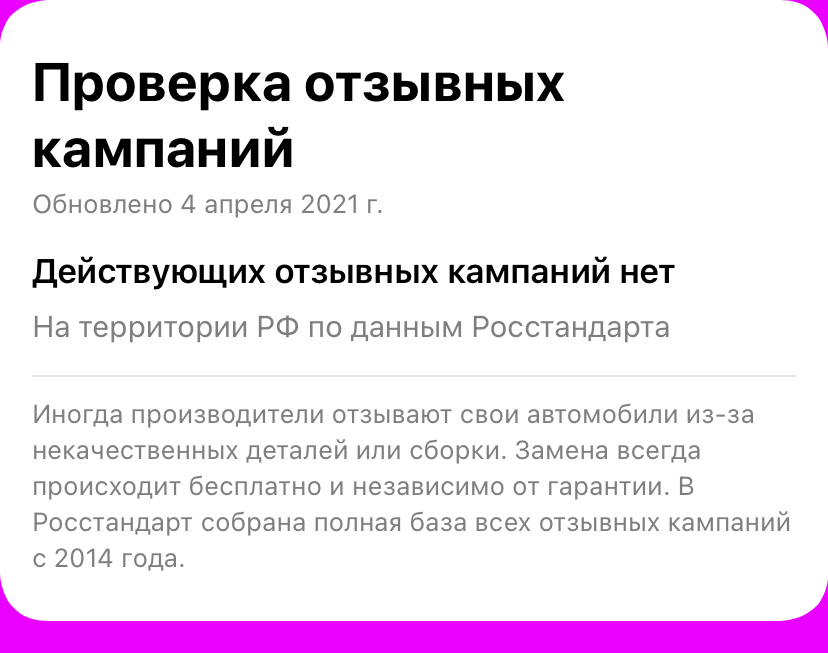 Проверка отзывных
кампаний
Обновлено 4 апреля 2021 г.
Действующих отзывных кампаний нет
На территории РФ по данным Росстандарта
Иногда производители отзывают свои автомобили из-за
некачественных деталей или сборки. Замена всегда
происходит бесплатно и независимо от гарантии. В
Росстандарт собрана полная база всех отзывных кампаний
с 2014 года.